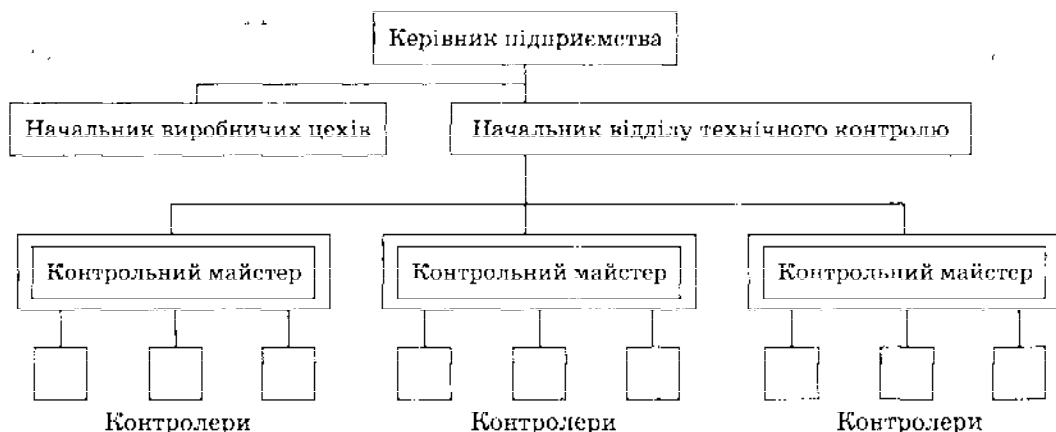 Керівник підприємства
Начальник виробничих цехів
Начальник відділу технічного контролю
Контрольний майстер
Контрольний майстер
Контрольний майстер
Контролери
Контролери
Контролери